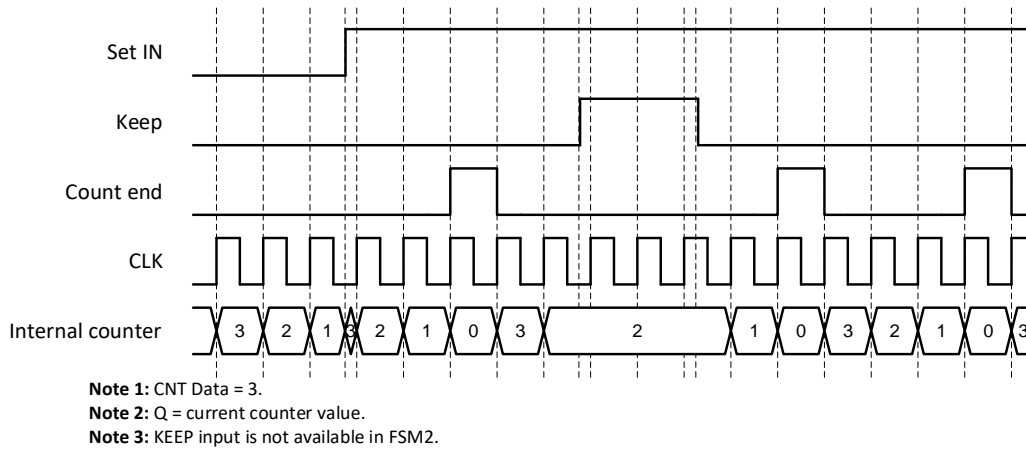 Set IN
Keep
Count end
CLK
Internal counter 3 2 1 3 2 1 0 3 2 1 0 3 2 1 0 3
Note 1: CNT Data = 3.
Note 2: Q = current counter value.
Note 3: KEEP input is not available in FSM2.